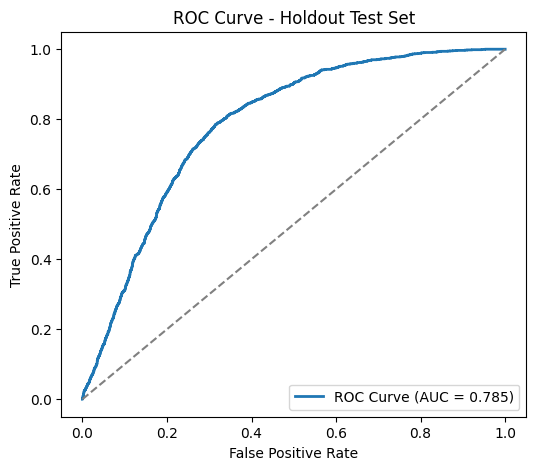 ROC Curve - Holdout Test Set
1.0
0.8
0.6
0.4
0.2
0.0
True Positive Rate
ROC Curve (AUC = 0.785)
0.0 0.2 0.4 0.6 0.8 1.0
False Positive Rate